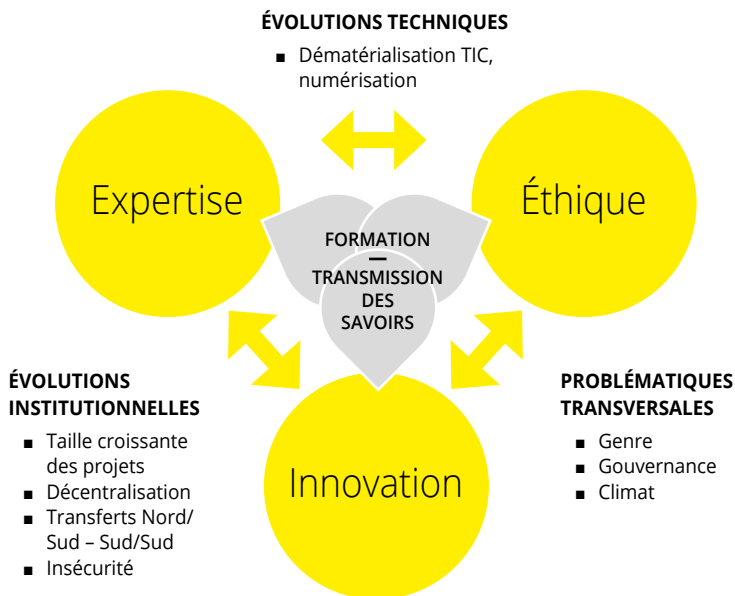 ÉVOLUTIONS TECHNIQUES
■ Dématérialisation TIC,
numérisation
Expertise
Éthique
FORMATION
—
TRANSMISSION
DES
SAVOIRS
ÉVOLUTIONS
INSTITUTIONNELLES
■ Taille croissante
des projets
■ Décentralisation
■ Transferts Nord/
Sud – Sud/Sud
■ Insécurité
Innovation
PROBLÉMATIQUES
TRANSVERSALES
■ Genre
■ Gouvernance
■ Climat